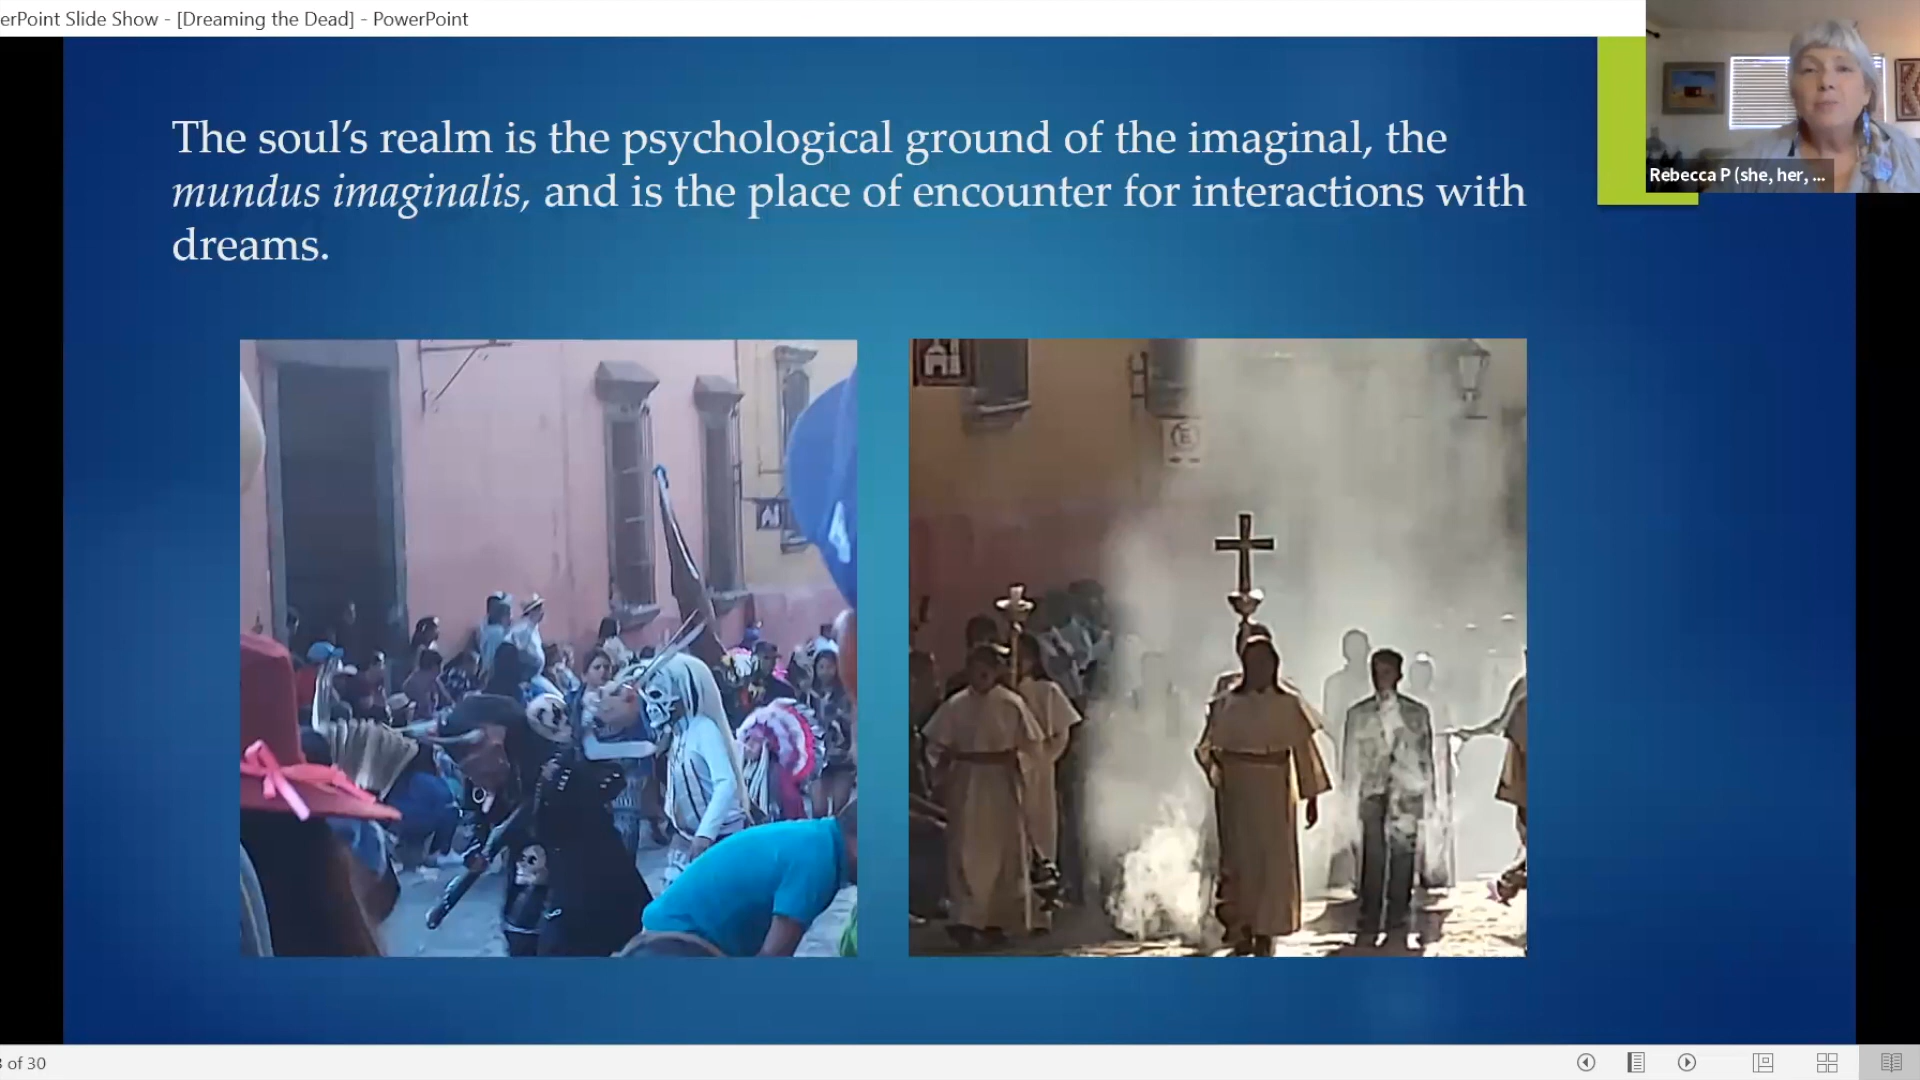 erPoint Slide Show - [Dreaming the Dead] - PowerPoint
Rebecca P (she, her, ...
The soul’s realm is the psychological ground of the imaginal, the
mundus imaginalis, and is the place of encounter for interactions with
dreams.
E
of 30